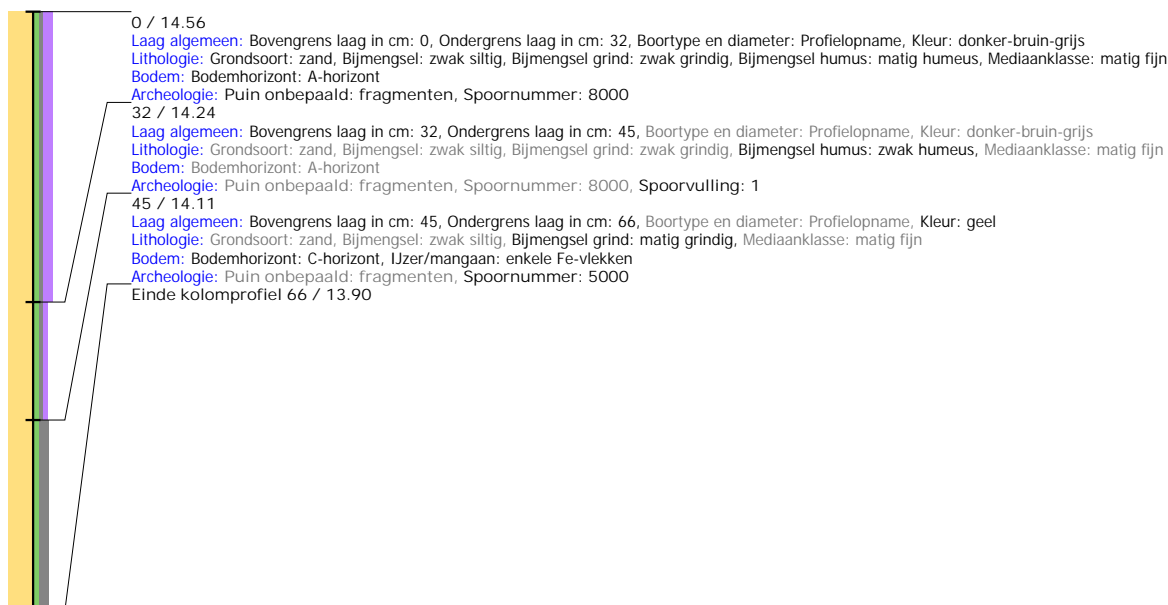 0 / 14.56
Laag algemeen: Bovengrens laag in cm: 0, Ondergrens laag in cm: 32, Boortype en diameter: Profielopname, Kleur: donker-bruin-grijs
Lithologie: Grondsoort: zand, Bijmengsel: zwak siltig, Bijmengsel grind: zwak grindig, Bijmengsel humus: matig humeus, Mediaanklasse: matig fijn
Bodem: Bodemhorizont: A-horizont
Archeologie: Puin onbepaald: fragmenten, Spoornummer: 8000
32 / 14.24
Laag algemeen: Bovengrens laag in cm: 32, Ondergrens laag in cm: 45, Boortype en diameter: Profielopname, Kleur: donker-bruin-grijs
Lithologie: Grondsoort: zand, Bijmengsel: zwak siltig, Bijmengsel grind: zwak grindig, Bijmengsel humus: zwak humeus, Mediaanklasse: matig fijn
Bodem: Bodemhorizont: A-horizont
Archeologie: Puin onbepaald: fragmenten, Spoornummer: 8000, Spoorvulling: 1
45 / 14.11
Laag algemeen: Bovengrens laag in cm: 45, Ondergrens laag in cm: 66, Boortype en diameter: Profielopname, Kleur: geel
Lithologie: Grondsoort: zand, Bijmengsel: zwak siltig, Bijmengsel grind: matig grindig, Mediaanklasse: matig fijn
Bodem: Bodemhorizont: C-horizont, IJzer/mangaan: enkele Fe-vlekken
Archeologie: Puin onbepaald: fragmenten, Spoornummer: 5000
Einde kolomprofiel 66 / 13.90